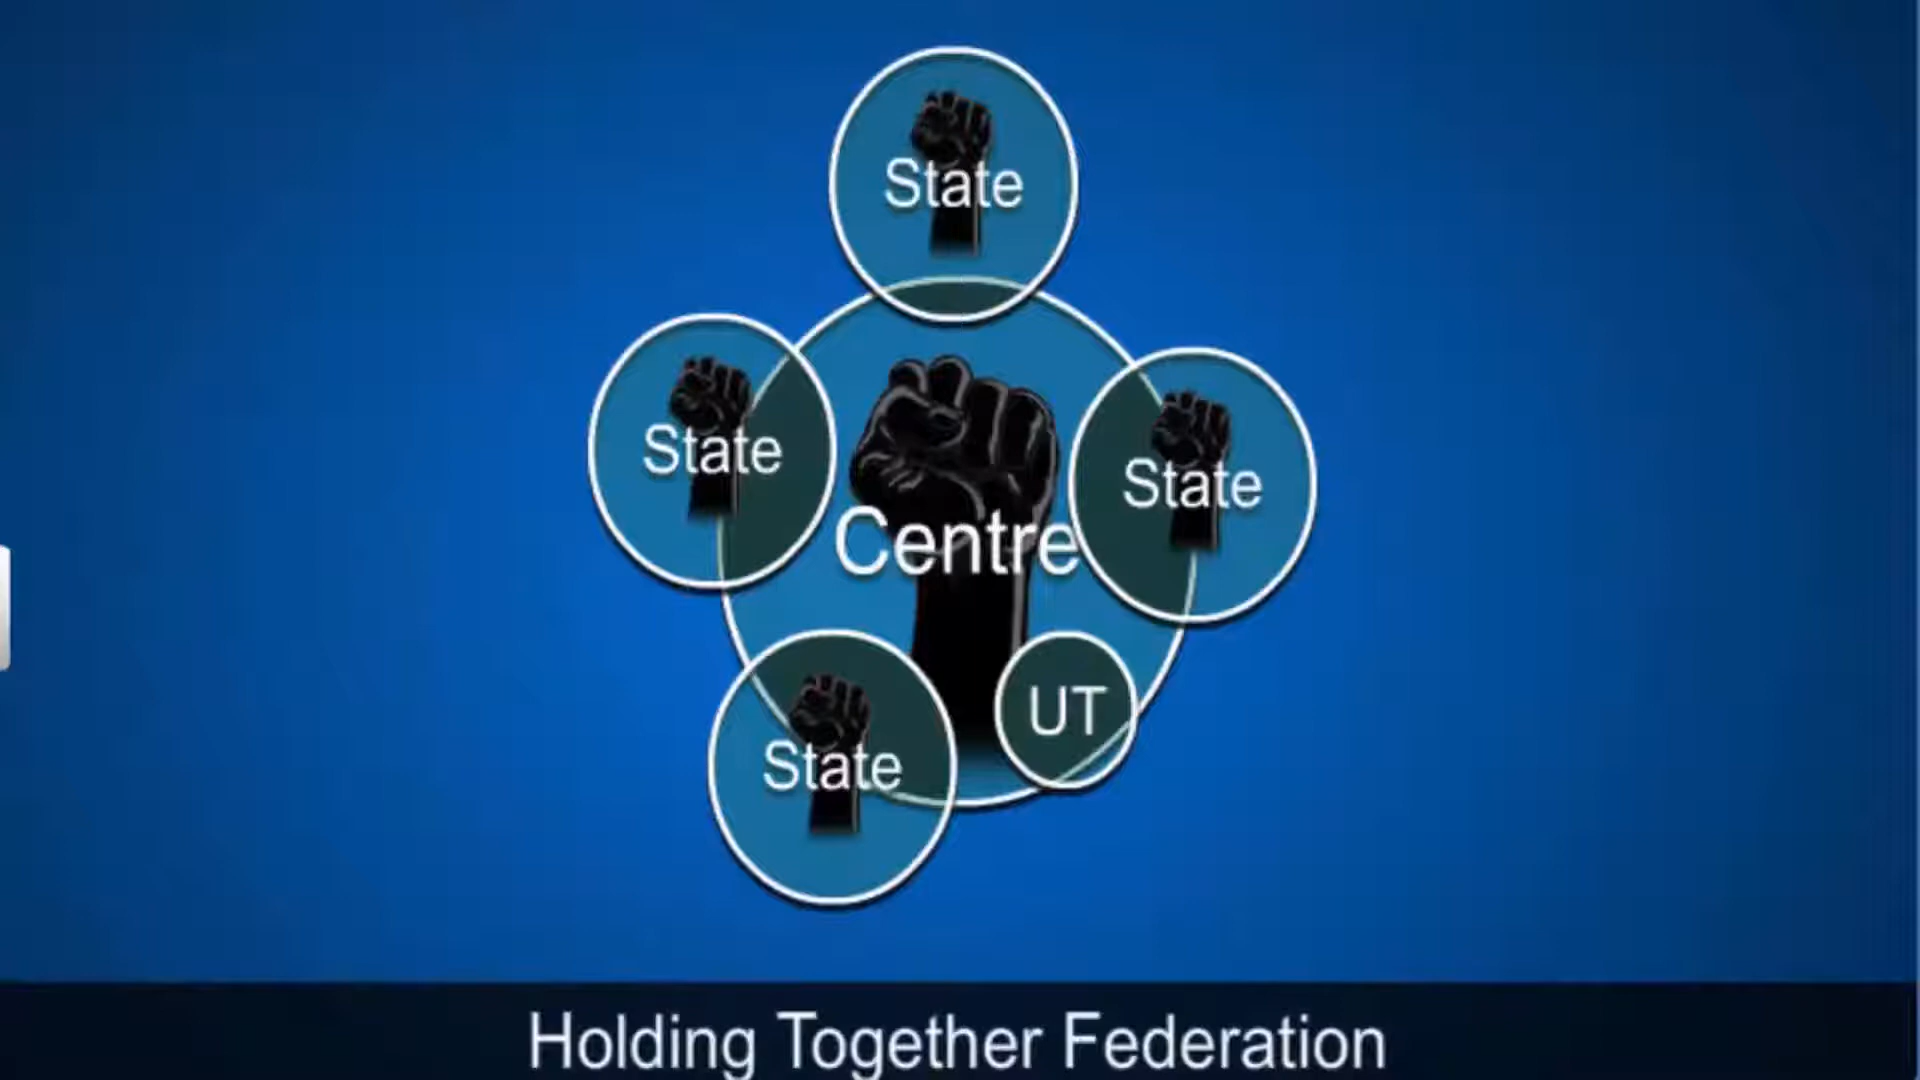 State
State
State
Centre
UT
State
Holding Together Federation